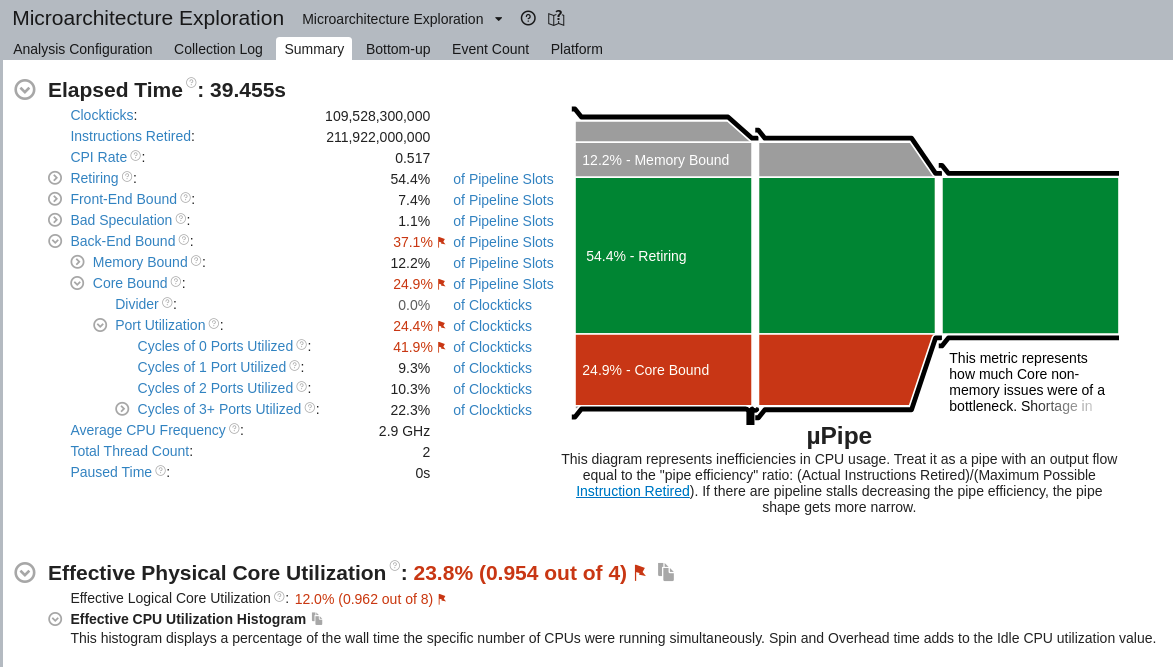 Microarchitecture Exploration Microarchitecture Exploration
Analysis Configuration Collection Log Summary Bottom-up Event Count Platform
Elapsed Time ? : 39.455s
Clockticks: 109,528,300,000
Instructions Retired: 211,922,000,000
CPI Rate ? : 0.517
Retiring ? : 54.4% of Pipeline Slots
Front-End Bound ? : 7.4% of Pipeline Slots
Bad Speculation ? : 1.1% of Pipeline Slots
Back-End Bound ? : 37.1% of Pipeline Slots
Memory Bound ? : 12.2% of Pipeline Slots
Core Bound ? : 24.9% of Pipeline Slots
Divider ? : 0.0% of Clockticks
Port Utilization ? : 24.4% of Clockticks
Cycles of 0 Ports Utilized ? : 41.9% of Clockticks
Cycles of 1 Port Utilized ? : 9.3% of Clockticks
Cycles of 2 Ports Utilized ? : 10.3% of Clockticks
Cycles of 3+ Ports Utilized ? : 22.3% of Clockticks
Average CPU Frequency ? : 2.9 GHz
Total Thread Count: 2
Paused Time ? : 0s
12.2% - Memory Bound
54.4% - Retiring
24.9% - Core Bound
This metric represents
how much Core non-
memory issues were of a
bottleneck. Shortage in
µPipe
This diagram represents inefficiencies in CPU usage. Treat it as a pipe with an output flow
equal to the "pipe efficiency" ratio: (Actual Instructions Retired)/(Maximum Possible
Instruction Retired). If there are pipeline stalls decreasing the pipe efficiency, the pipe
shape gets more narrow.
Effective Physical Core Utilization ? : 23.8% (0.954 out of 4)
Effective Logical Core Utilization ? : 12.0% (0.962 out of 8)
Effective CPU Utilization Histogram
This histogram displays a percentage of the wall time the specific number of CPUs were running simultaneously. Spin and Overhead time adds to the Idle CPU utilization value.